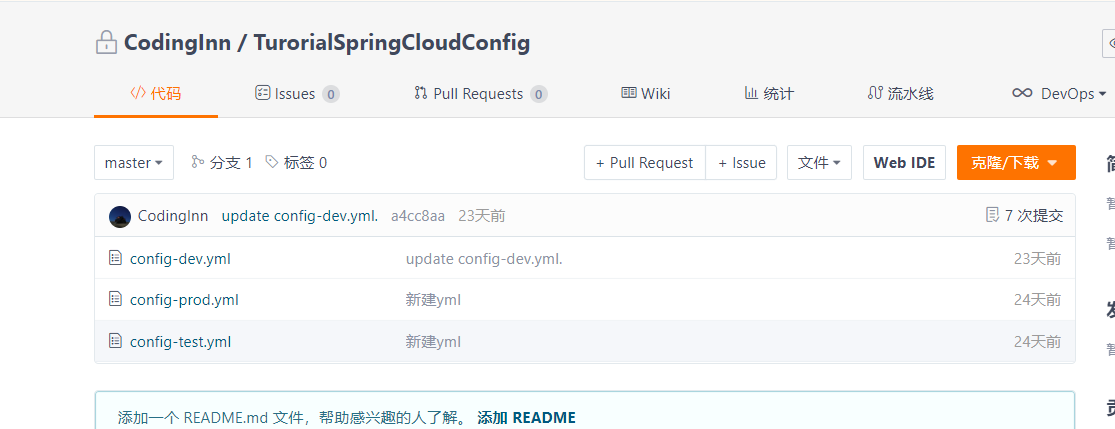 CodingInn / TurorialSpringCloudConfig
代码 Issues 0 Pull Requests 0 Wiki 统计 流水线 DevOps
master 分支 1 标签 0 + Pull Request + Issue 文件 Web IDE 克隆/下载
CodingInn update config-dev.yml. a4cc8aa 23天前 7 次提交
config-dev.yml update config-dev.yml. 23天前
config-prod.yml 新建yml 24天前
config-test.yml 新建yml 24天前
添加一个 README.md 文件，帮助感兴趣的人了解。 添加 README